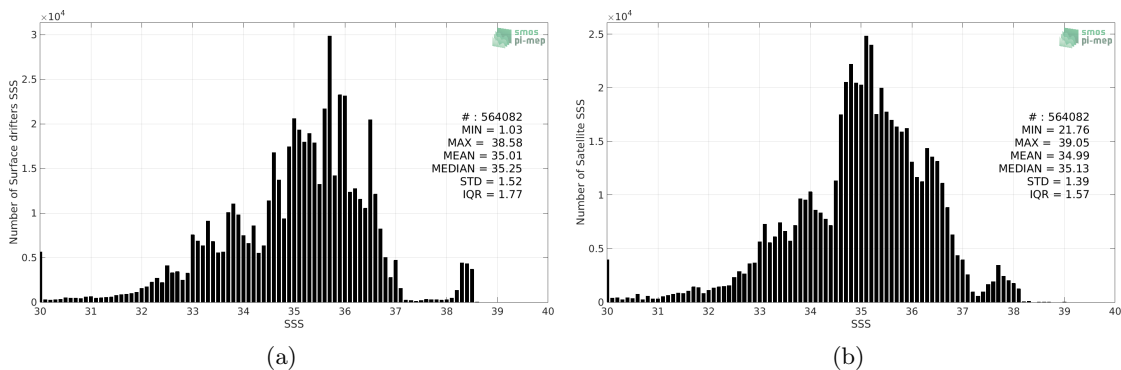 ×10⁴
3
2.5
2
1.5
1
0.5
0
Number of Surface drifters SSS
30 31 32 33 34 35 36 37 38 39 40
SSS
smos
pi-mep
# : 564082
MIN = 1.03
MAX = 38.58
MEAN = 35.01
MEDIAN = 35.25
STD = 1.52
IQR = 1.77
(a)
×10⁴
2.5
2
1.5
1
0.5
0
Number of Satellite SSS
30 31 32 33 34 35 36 37 38 39 40
SSS
smos
pi-mep
# : 564082
MIN = 21.76
MAX = 39.05
MEAN = 34.99
MEDIAN = 35.13
STD = 1.39
IQR = 1.57
(b)